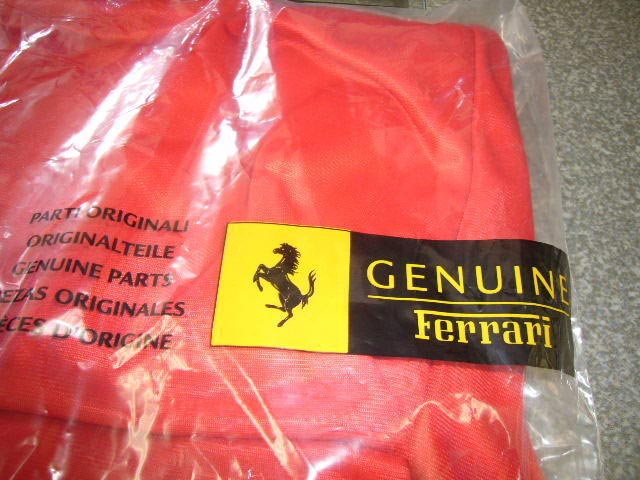 PARTI ORIGINALI
ORIGINALTEILE
GENUINE PARTS
EZAS ORIGINALES
ECES D'ORIGINE
GENUINE
Ferrari